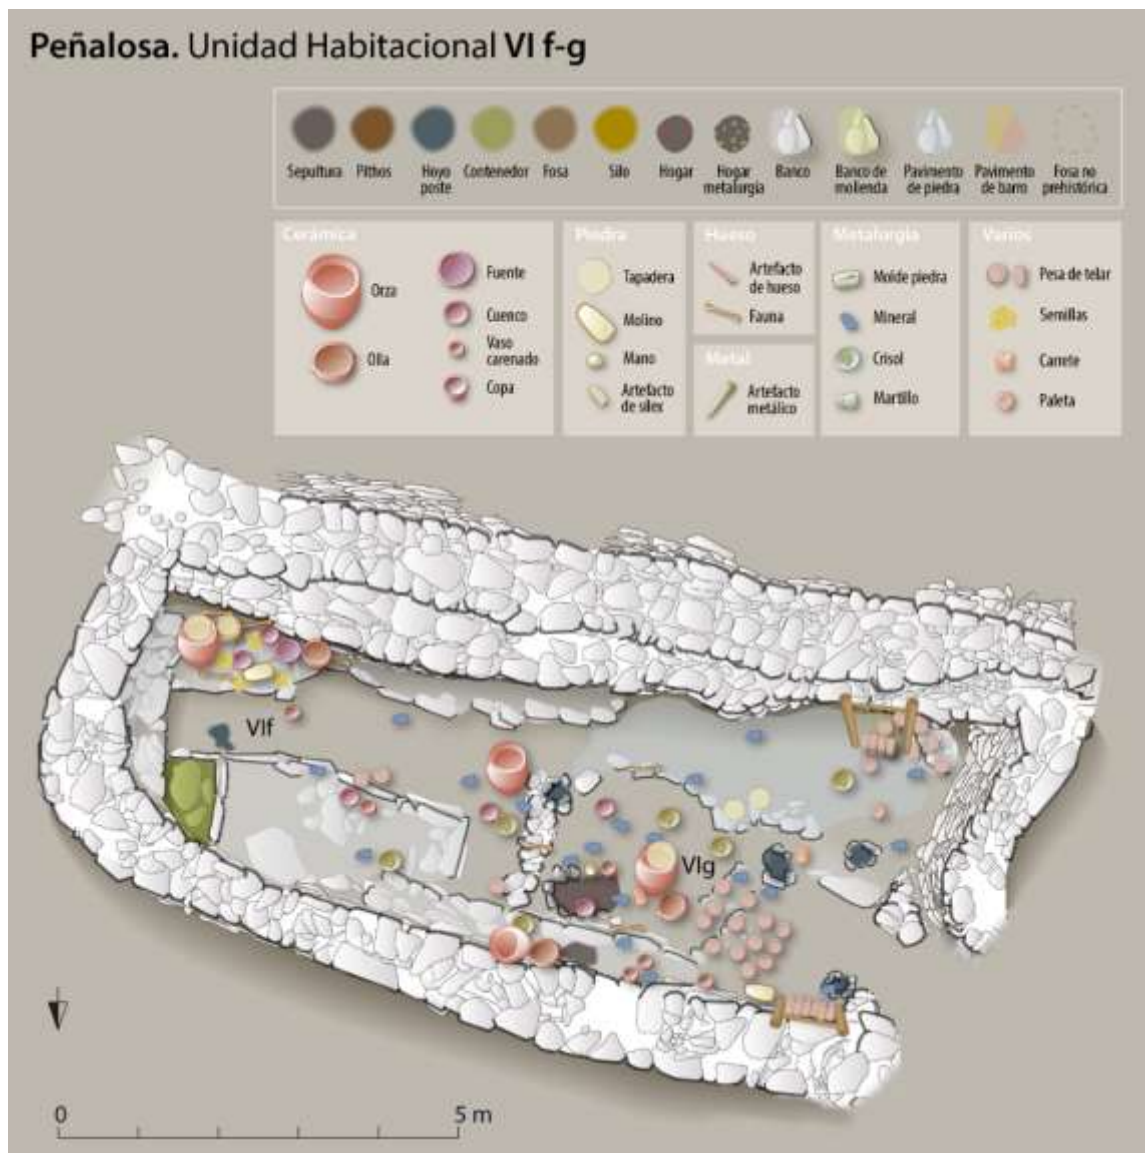 Peñalosa. Unidad Habitacional VI f-g
Sepultura
Pithos
Hoyo
poste
Contenedor
Fosa
Silo
Hogar
Hogar
metalurgia
Banco
Banco de
molienda
Pavimento
de piedra
Pavimento
de barro
Fosa no
prehistórica
Cerámica
Orza
Olla
Fuente
Cuenco
Vaso
carenado
Copa
Piedra
Tapadera
Molino
Mano
Artefacto
de sílex
Hueso
Artefacto
de hueso
Fauna
Metal
Artefacto
metálico
Metalurgia
Molde piedra
Mineral
Crisol
Martillo
Varios
Pesa de telar
Semillas
Carrete
Paleta
VIf
VIg
0
5 m